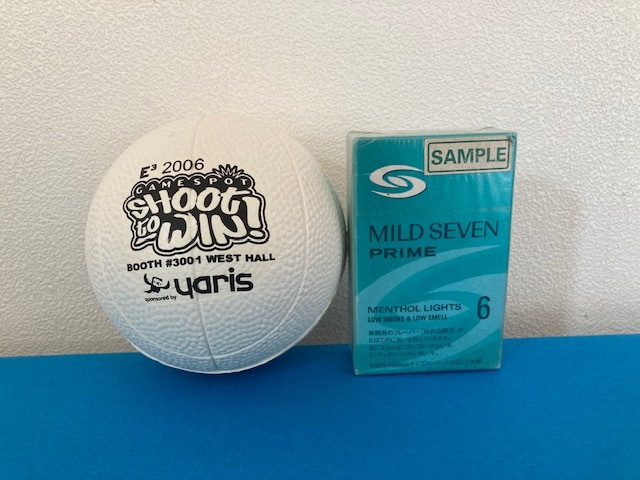 E³ 2006
GAMESPOT
SHOOT
to WIN!
BOOTH #3001 WEST HALL
sponsored by yaris
SAMPLE
MILD SEVEN
PRIME
MENTHOL LIGHTS 6
LOW SMOKE & LOW SMELL